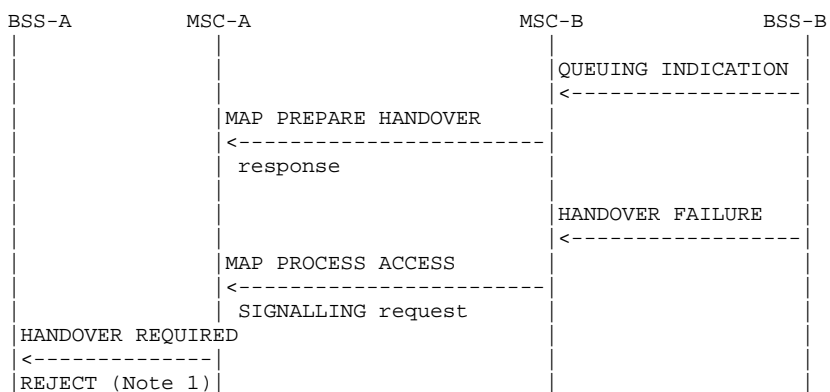 BSS-A MSC-A MSC-B BSS-B
QUEUING INDICATION
MAP PREPARE HANDOVER
response
HANDOVER FAILURE
MAP PROCESS ACCESS
SIGNALLING request
HANDOVER REQUIRED
REJECT (Note 1)